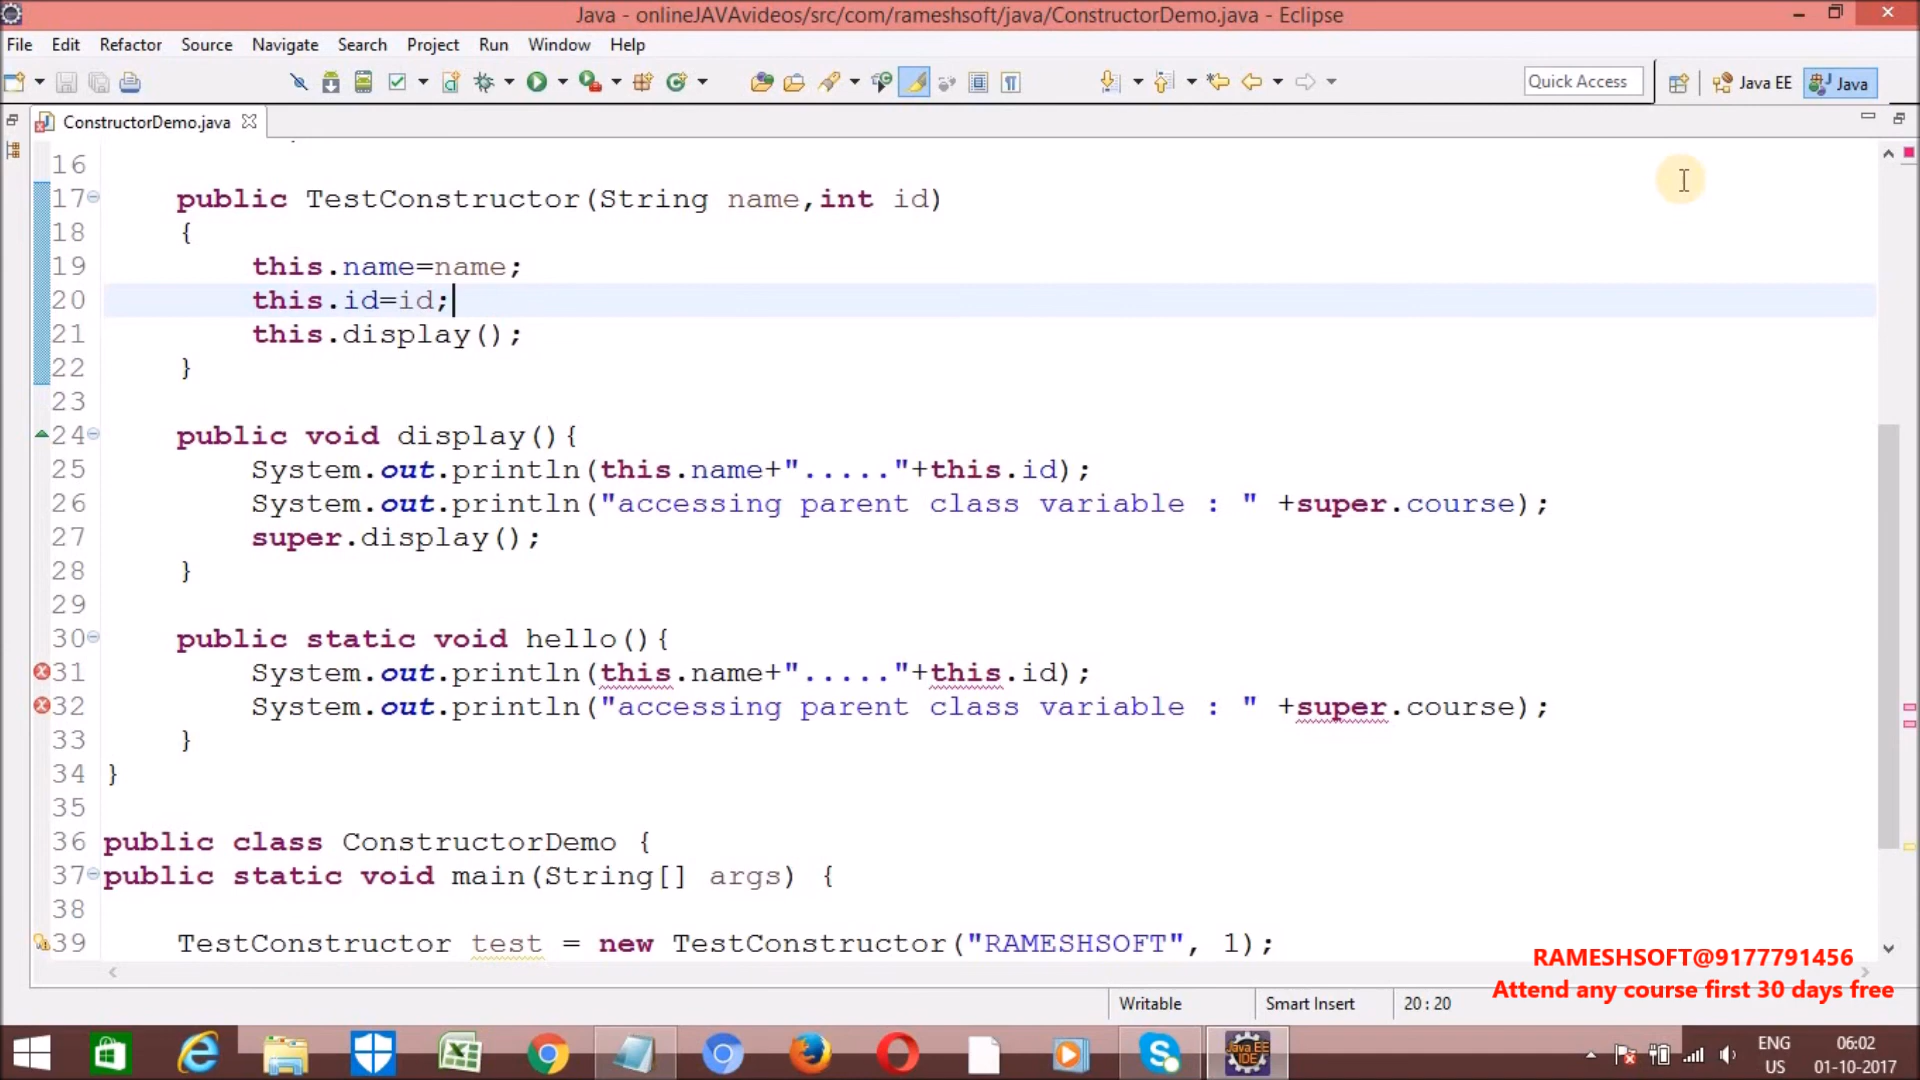 Java - onlineJAVAvideos/src/com/rameshsoft/java/ConstructorDemo.java - Eclipse
File Edit Refactor Source Navigate Search Project Run Window Help
Quick Access Java EE Java
ConstructorDemo.java
16
17 public TestConstructor(String name,int id)
18 {
19 this.name=name;
20 this.id=id;
21 this.display();
22 }
23
24 public void display(){
25 System.out.println(this.name+"....."+this.id);
26 System.out.println("accessing parent class variable : " +super.course);
27 super.display();
28 }
29
30 public static void hello(){
31 System.out.println(this.name+"....."+this.id);
32 System.out.println("accessing parent class variable : " +super.course);
33 }
34 }
35
36 public class ConstructorDemo {
37 public static void main(String[] args) {
38
39 TestConstructor test = new TestConstructor("RAMESHSOFT", 1);
RAMESHSOFT@9177791456
Attend any course first 30 days free
Writable Smart Insert 20 : 20
Java EE
IDE
ENG
US
06:02
01-10-2017